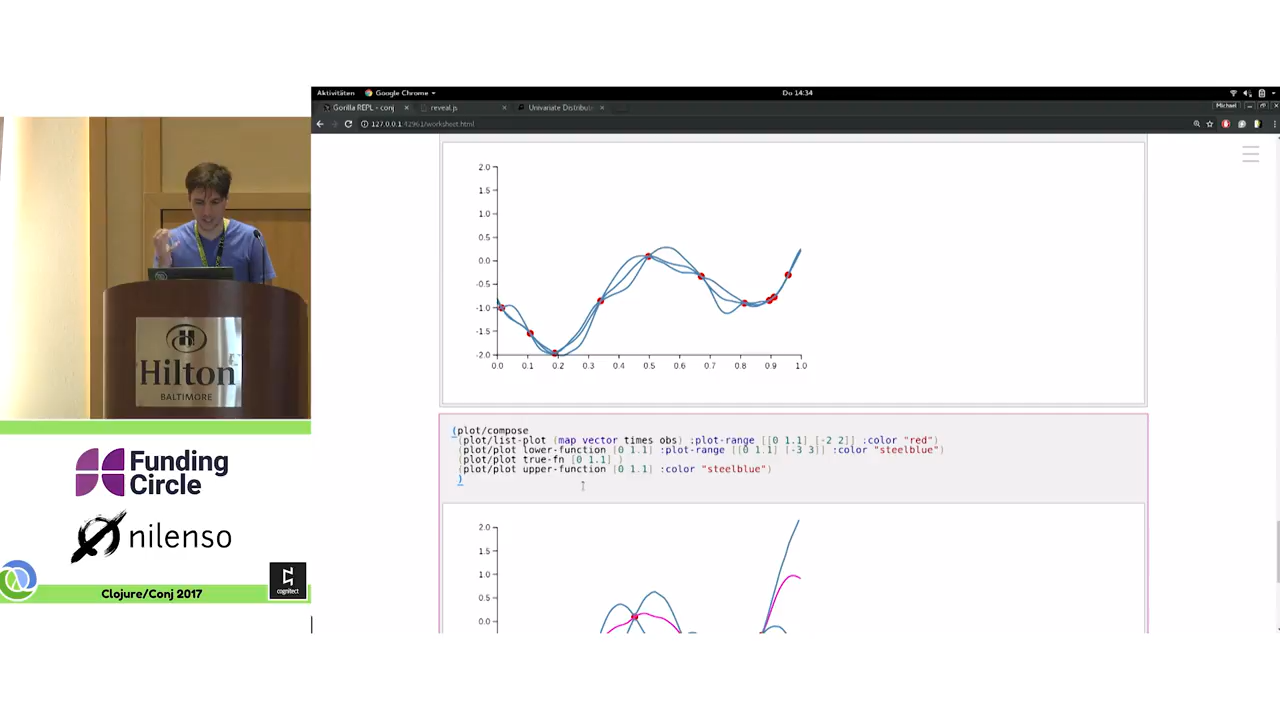 Aktivitäten
Google Chrome
Do 14:34
Gorilla REPL - conj
reveal.js
Univariate Distribut
Michael
127.0.0.1:42961/worksheet.html
2.0
1.5
1.0
0.5
0.0
-0.5
-1.0
-1.5
-2.0
0.0 0.1 0.2 0.3 0.4 0.5 0.6 0.7 0.8 0.9 1.0
(plot/compose
(plot/list-plot (map vector times obs) :plot-range [[0 1.1] [-2 2]] :color "red")
(plot/plot lower-function [0 1.1] :plot-range [[0 1.1] [-3 3]] :color "steelblue")
(plot/plot true-fn [0 1.1] )
(plot/plot upper-function [0 1.1] :color "steelblue")
)
2.0
1.5
1.0
0.5
0.0
Hilton
BALTIMORE
Funding
Circle
nilenso
Clojure/Conj 2017
cognitect